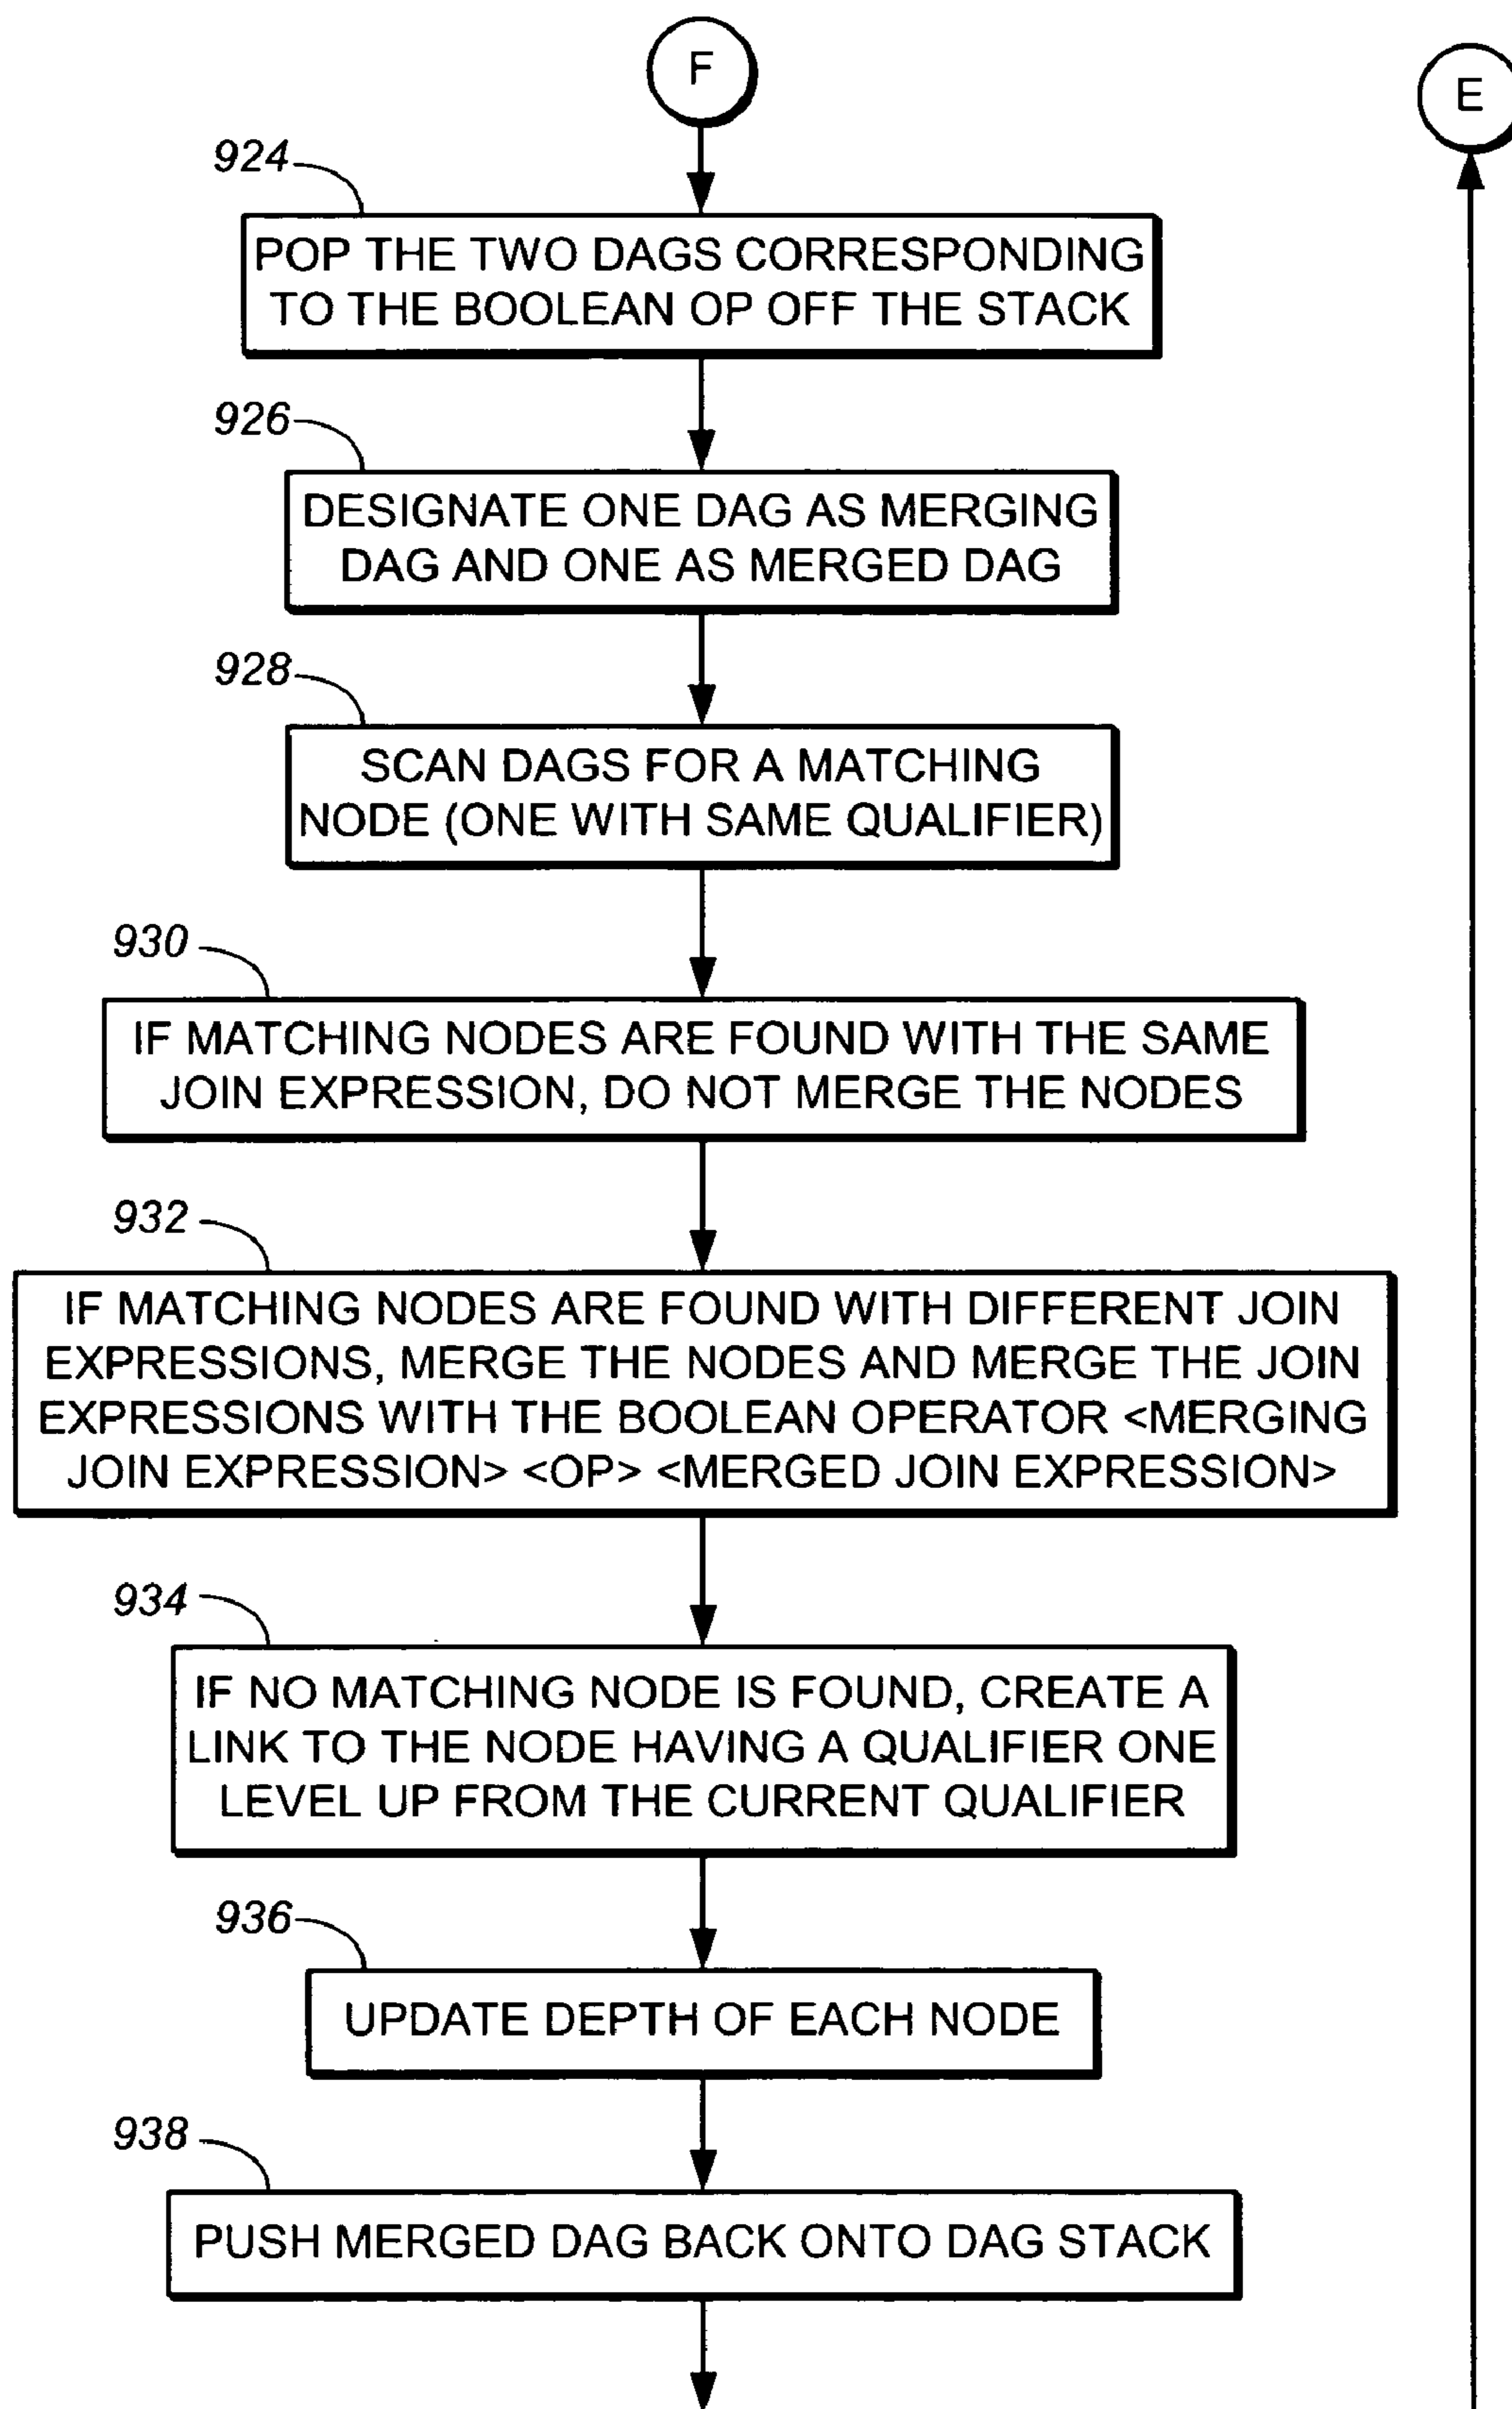 F
E
924
POP THE TWO DAGS CORRESPONDING
TO THE BOOLEAN OP OFF THE STACK
926
DESIGNATE ONE DAG AS MERGING
DAG AND ONE AS MERGED DAG
928
SCAN DAGS FOR A MATCHING
NODE (ONE WITH SAME QUALIFIER)
930
IF MATCHING NODES ARE FOUND WITH THE SAME
JOIN EXPRESSION, DO NOT MERGE THE NODES
932
IF MATCHING NODES ARE FOUND WITH DIFFERENT JOIN
EXPRESSIONS, MERGE THE NODES AND MERGE THE JOIN
EXPRESSIONS WITH THE BOOLEAN OPERATOR <MERGING
JOIN EXPRESSION> <OP> <MERGED JOIN EXPRESSION>
934
IF NO MATCHING NODE IS FOUND, CREATE A
LINK TO THE NODE HAVING A QUALIFIER ONE
LEVEL UP FROM THE CURRENT QUALIFIER
936
UPDATE DEPTH OF EACH NODE
938
PUSH MERGED DAG BACK ONTO DAG STACK